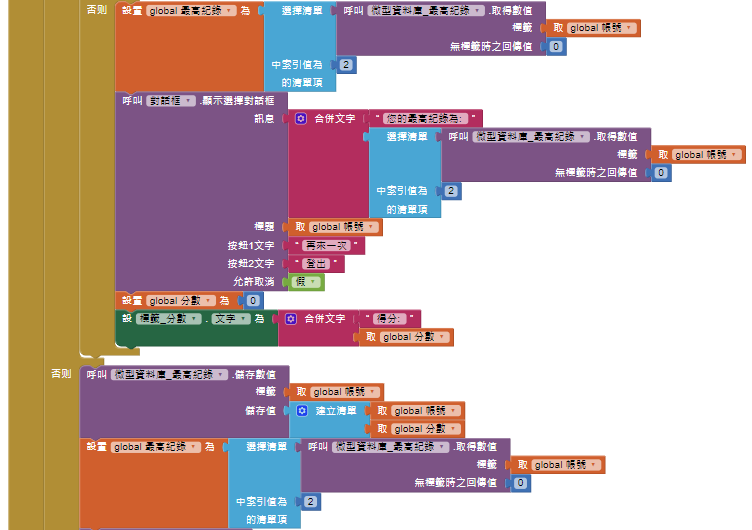 否則 設置 global 最高紀錄 為 選擇清單 呼叫 微型資料庫_最高記錄 .取得數值
標籤 取 global 帳號
無標籤時之回傳值 0
中索引值為 2
的清單項
呼叫 對話框 .顯示選擇對話框
訊息 合併文字 " 您的最高記錄為: "
選擇清單 呼叫 微型資料庫_最高記錄 .取得數值
標籤 取 global 帳號
無標籤時之回傳值 0
中索引值為 2
的清單項
標題 取 global 帳號
按鈕1文字 " 再來一次 "
按鈕2文字 " 登出 "
允許取消 假
設置 global 分數 為 0
設 標籤_分數 . 文字 為 合併文字 " 得分: "
取 global 分數
否則 呼叫 微型資料庫_最高記錄 .儲存數值
標籤 取 global 帳號
儲存值 建立清單 取 global 帳號
取 global 分數
設置 global 最高紀錄 為 選擇清單 呼叫 微型資料庫_最高記錄 .取得數值
標籤 取 global 帳號
無標籤時之回傳值 0
中索引值為 2
的清單項